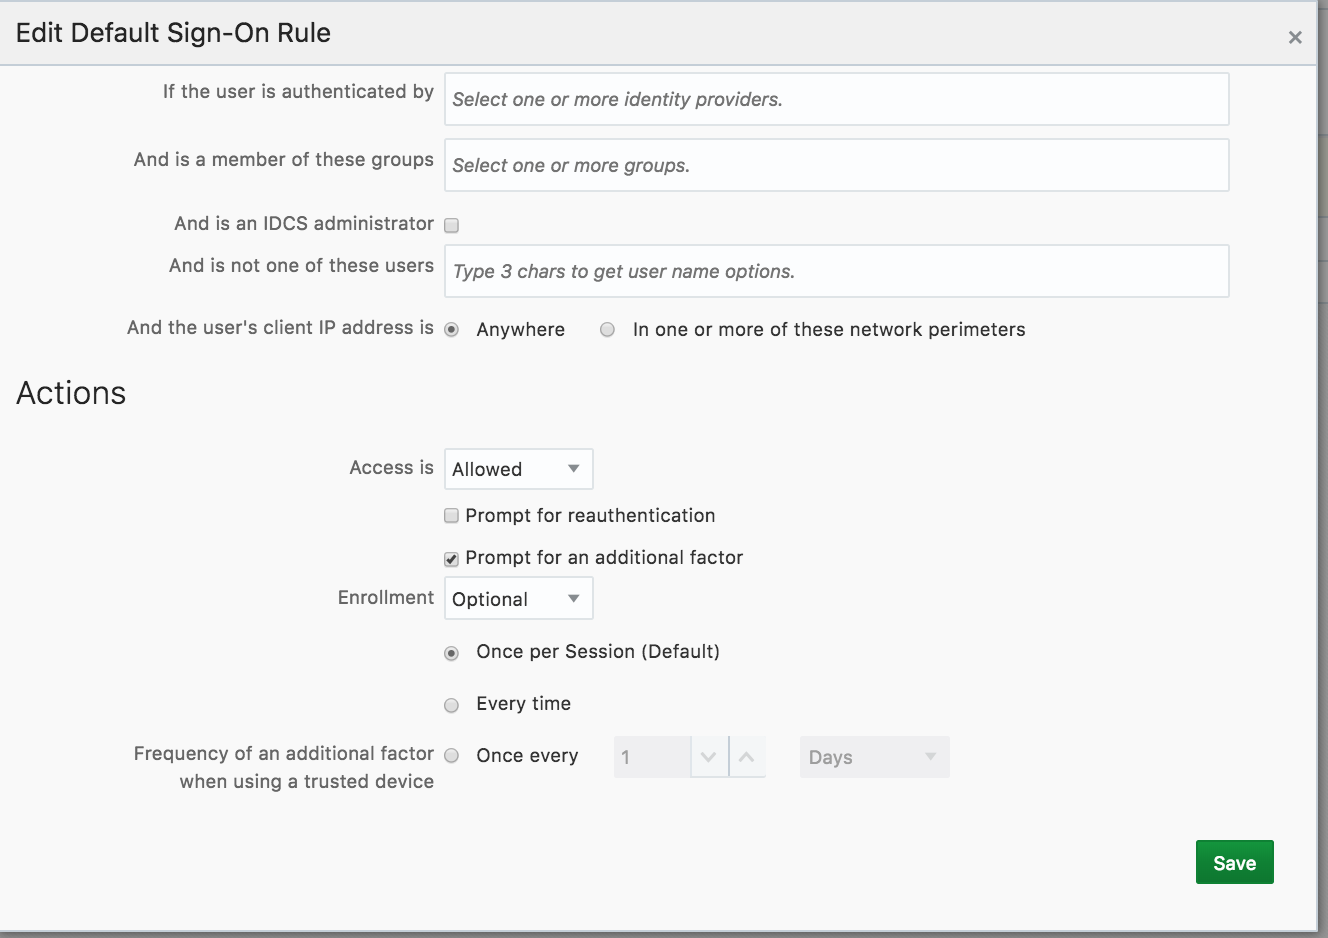 Edit Default Sign-On Rule
×
If the user is authenticated by
Select one or more identity providers.
And is a member of these groups
Select one or more groups.
And is an IDCS administrator
And is not one of these users
Type 3 chars to get user name options.
And the user's client IP address is
Anywhere
In one or more of these network perimeters
Actions
Access is
Allowed
Prompt for reauthentication
Prompt for an additional factor
Enrollment
Optional
Once per Session (Default)
Every time
Frequency of an additional factor
when using a trusted device
Once every
1
Days
Save